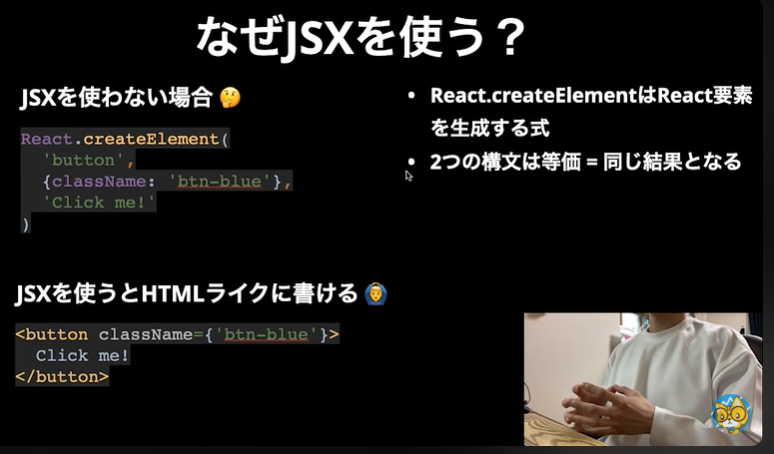 なぜJSXを使う？
JSXを使わない場合 🤔
React.createElement(
'button',
{className: 'btn-blue'},
'Click me!'
)
• React.createElementはReact要素
を生成する式
• 2つの構文は等価 = 同じ結果となる
JSXを使うとHTMLライクに書ける 🙆‍♂️
<button className={'btn-blue'}>
Click me!
</button>